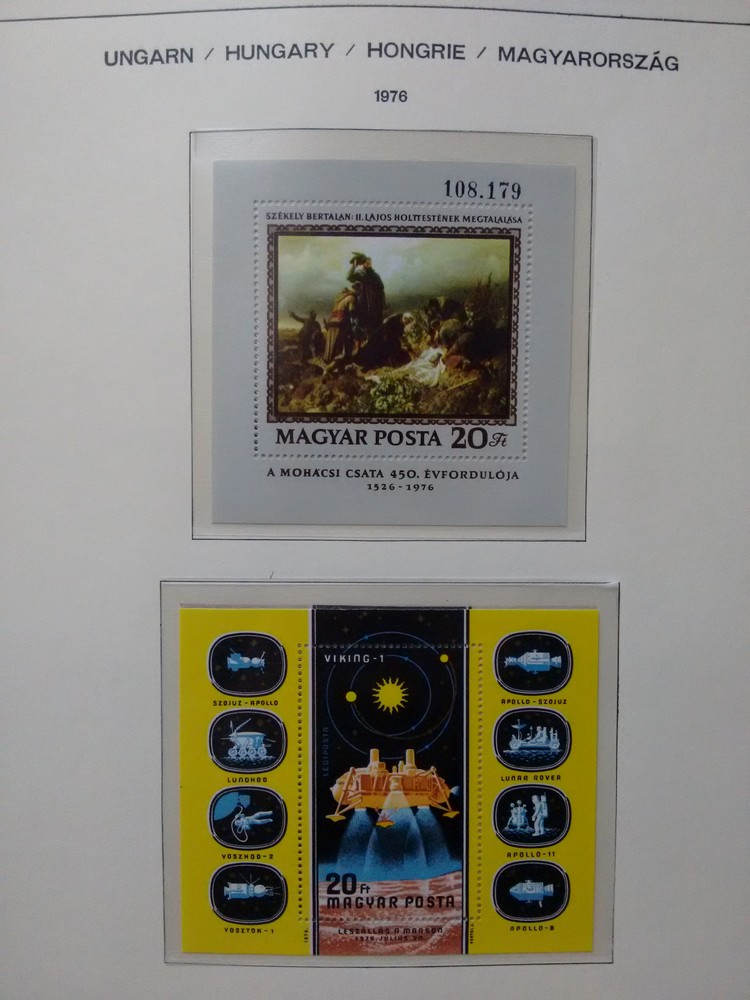 UNGARN / HUNGARY / HONGRIE / MAGYARORSZÁG
1976
108.179
SZÉKELY BERTALAN: II. LAJOS HOLTTESTÉNEK MEGTALÁLÁSA
MAGYAR POSTA 20 Ft
A MOHÁCSI CSATA 450. ÉVFORDULÓJA
1526-1976
VIKING-1
LÉGIPOSTA
SZOJUZ-APOLLO
LUNOHOD
VOSZHOD-2
VOSZTOK-1
APOLLO-SZOJUZ
LUNAR ROVER
APOLLO-11
APOLLO-8
20 Ft
MAGYAR POSTA
LESZÁLLÁS A MARSON
1976. JÚLIUS 20.
1976.